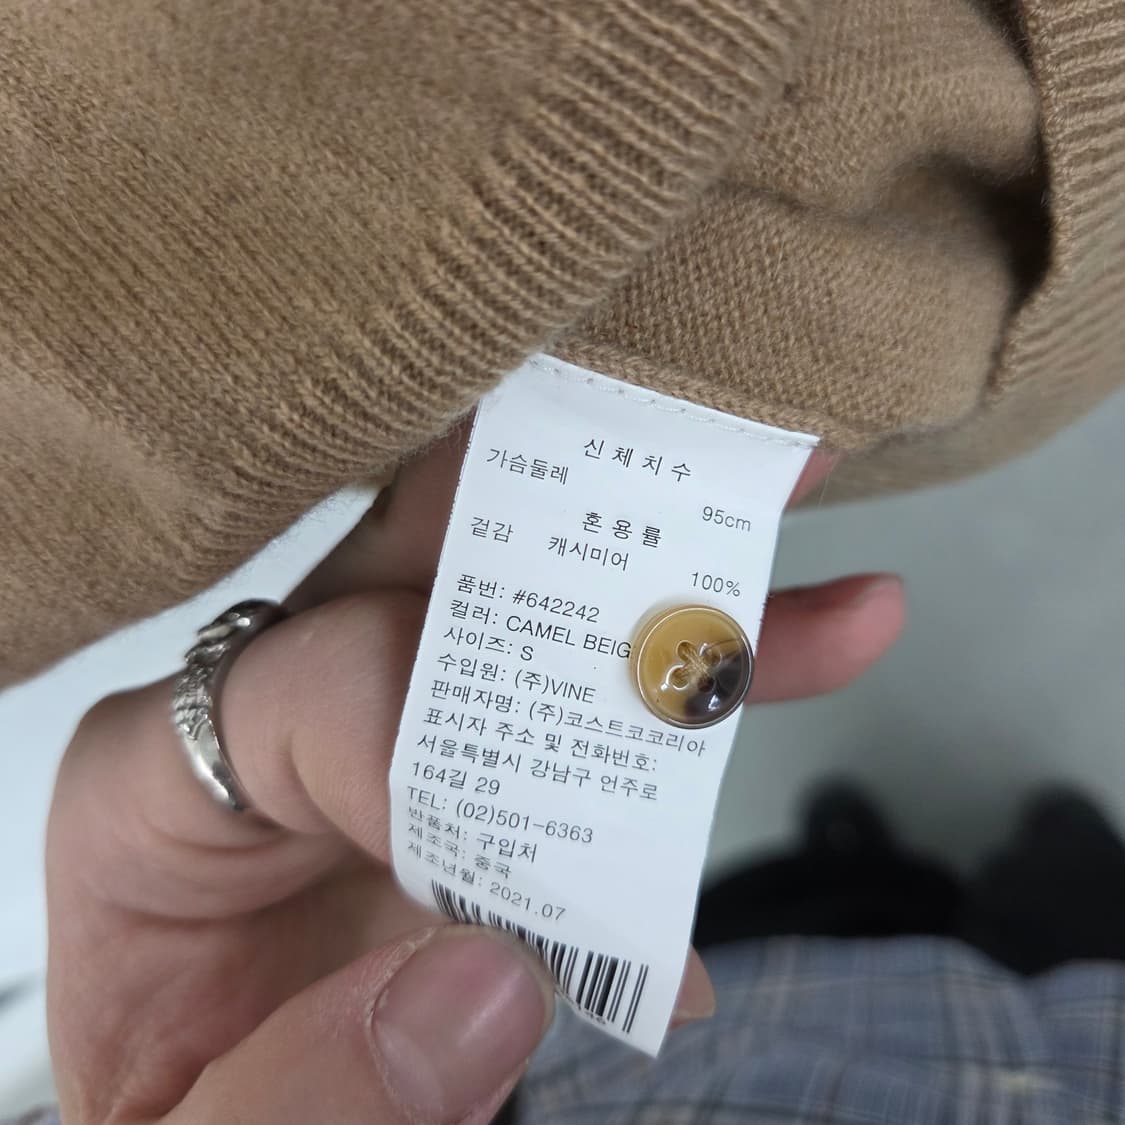 신체치수
가슴둘레 95cm
혼용률
겉감 캐시미어 100%
품번: #642242
컬러: CAMEL BEIG
사이즈: S
수입원: (주)VINE
판매자명: (주)코스트코코리아
표시자 주소 및 전화번호:
서울특별시 강남구 언주로
164길 29
TEL: (02)501-6363
반품처: 구입처
제조국: 중국
제조년월: 2021.07